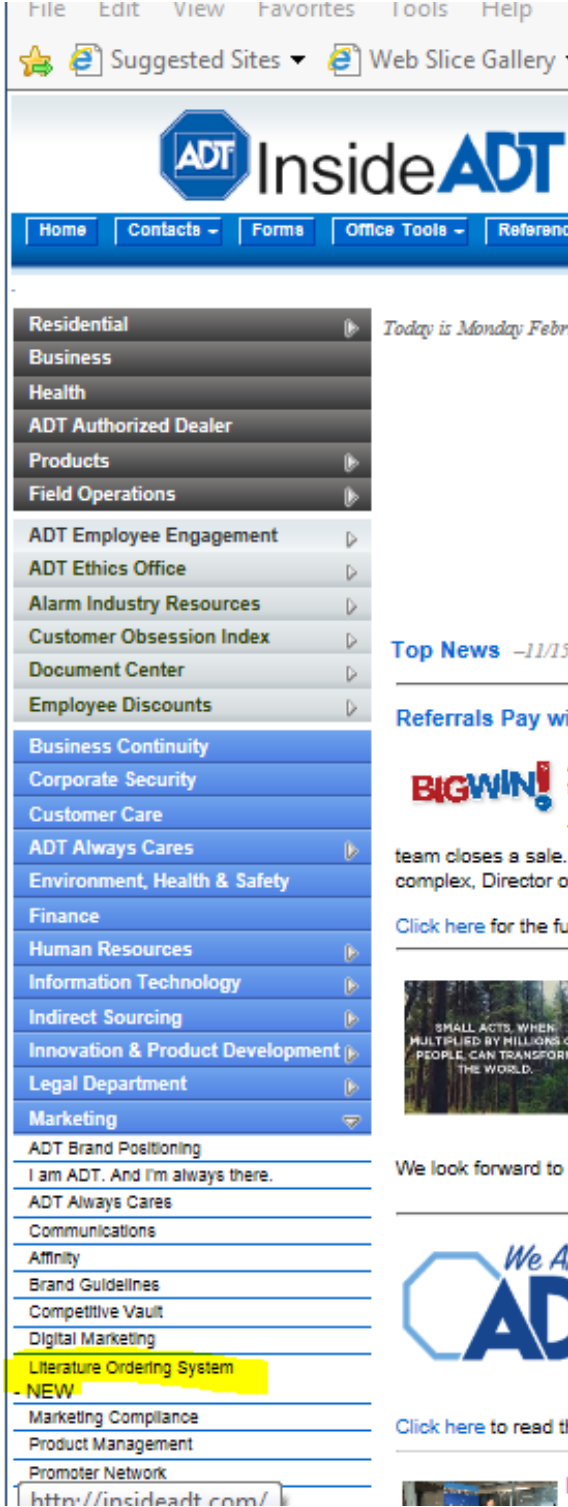 File Edit View Favorites Tools Help
Suggested Sites Web Slice Gallery
ADT InsideADT
Home Contacts Forms Office Tools
Residential
Today is Monday
Business
Health
ADT Authorized Dealer
Products
Field Operations
ADT Employee Engagement
ADT Ethics Office
Alarm Industry Resources
Customer Obsession Index
Top News –11/15
Document Center
Employee Discounts
Referrals Pay
Business Continuity
Corporate Security
BIGWIN!
Customer Care
ADT Always Cares
team closes a sale.
Environment, Health & Safety
complex, Director
Finance
Click here for the
Human Resources
Information Technology
Indirect Sourcing
SMALL ACTS, WHEN
MULTIPLIED BY MILLIONS
PEOPLE, CAN TRANSFORM
THE WORLD.
Innovation & Product Development
Legal Department
Marketing
ADT Brand Positioning
I am ADT. And I'm always there.
We look forward to
ADT Always Cares
Communications
Affinity
We
Brand Guidelines
Competitive Vault
AD
Digital Marketing
Literature Ordering System
- NEW
Marketing Compliance
Click here to read
Product Management
Promoter Network
http://insideadt.com/